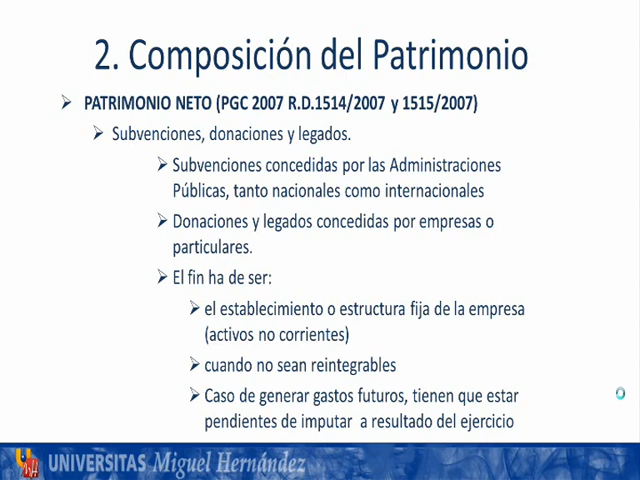 2. Composición del Patrimonio
PATRIMONIO NETO (PGC 2007 R.D.1514/2007 y 1515/2007)
Subvenciones, donaciones y legados.
Subvenciones concedidas por las Administraciones
Públicas, tanto nacionales como internacionales
Donaciones y legados concedidas por empresas o
particulares.
El fin ha de ser:
el establecimiento o estructura fija de la empresa
(activos no corrientes)
cuando no sean reintegrables
Caso de generar gastos futuros, tienen que estar
pendientes de imputar a resultado del ejercicio
UNIVERSITAS Miguel Hernández